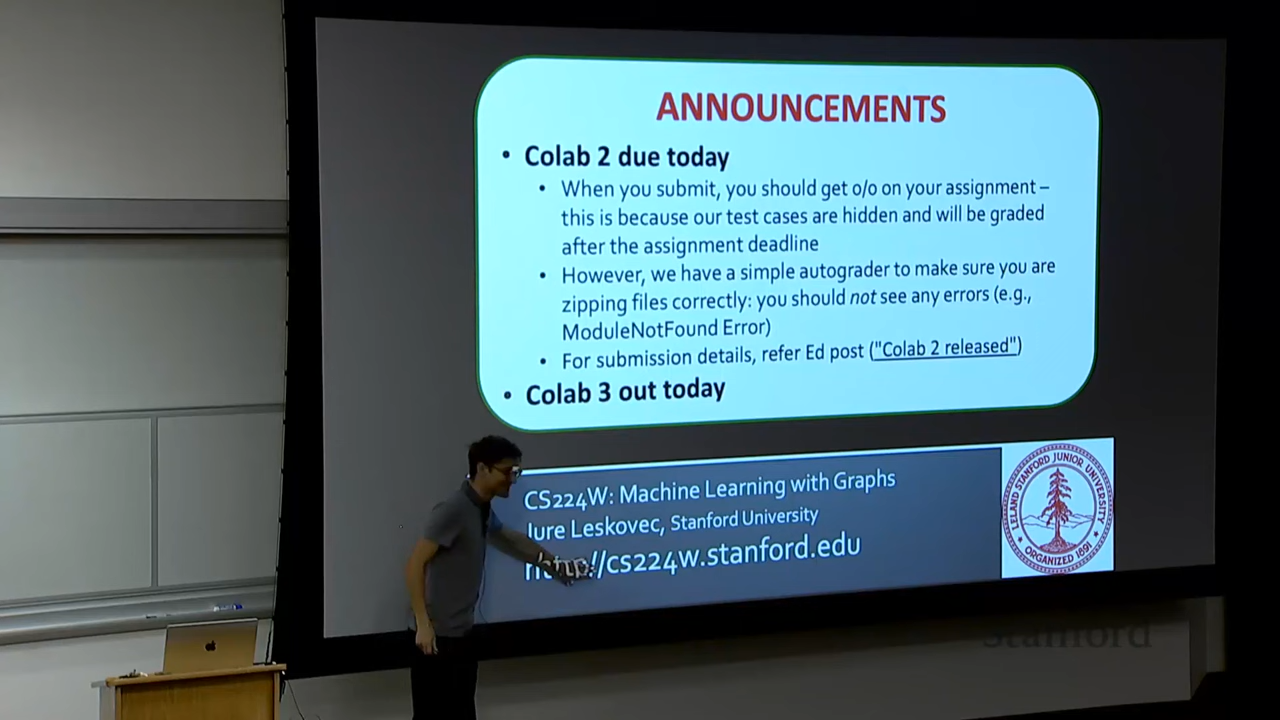 ANNOUNCEMENTS
• Colab 2 due today
• When you submit, you should get 0/0 on your assignment –
this is because our test cases are hidden and will be graded
after the assignment deadline
• However, we have a simple autograder to make sure you are
zipping files correctly: you should not see any errors (e.g.,
ModuleNotFound Error)
• For submission details, refer Ed post ("Colab 2 released")
• Colab 3 out today
CS224W: Machine Learning with Graphs
Jure Leskovec, Stanford University
http://cs224w.stanford.edu
LELAND STANFORD JUNIOR UNIVERSITY
ORGANIZED 1891
Stanford